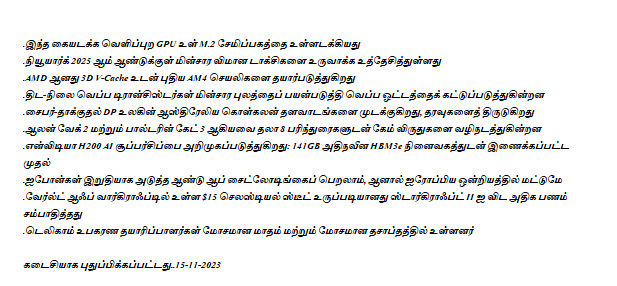 .இந்த கையடக்க வெளிப்புற GPU உள் M.2 சேமிப்பகத்தை உள்ளடக்கியது
.நியூயார்க் 2025 ஆம் ஆண்டுக்குள் மின்சார விமான டாக்சிகளை உருவாக்க உத்தேசித்துள்ளது
.AMD ஆனது 3D V-Cache உடன் புதிய AM4 செயலிகளை தயார்படுத்துகிறது
.திட-நிலை வெப்ப டிரான்சிஸ்டர்கள் மின்சார புலத்தைப் பயன்படுத்தி வெப்ப ஓட்டத்தைக் கட்டுப்படுத்துகின்றன
.சைபர்-தாக்குதல் DP உலகின் ஆஸ்திரேலிய கொள்கலன் தளவாடங்களை முடக்குகிறது, தரவுகளைத் திருடுகிறது
.ஆலன் வேக் 2 மற்றும் பால்டரின் கேட் 3 ஆகியவை தலா 8 பரிந்துரைகளுடன் கேம் விருதுகளை வழிநடத்துகின்றன
.என்விடியா H200 AI சூப்பர்சிப்பை அறிமுகப்படுத்துகிறது: 141GB அதிநவீன HBM3e நினைவகத்துடன் இணைக்கப்பட்ட
முதல்
.ஐபோன்கள் இறுதியாக அடுத்த ஆண்டு ஆப் சைட்லோடிங்கைப் பெறலாம், ஆனால் ஐரோப்பிய ஒன்றியத்தில் மட்டுமே
.வேர்ல்ட் ஆஃப் வார்கிராஃப்டில் உள்ள $15 செலஸ்டியல் ஸ்டீட் உருப்படியானது ஸ்டார்கிராஃப்ட் II ஐ விட அதிக பணம்
சம்பாதித்தது
.டெலிகாம் உபகரண தயாரிப்பாளர்கள் மோசமான மாதம் மற்றும் மோசமான தசாப்தத்தில் உள்ளனர்
கடைசியாக புதுப்பிக்கப்பட்டது..15-11-2023